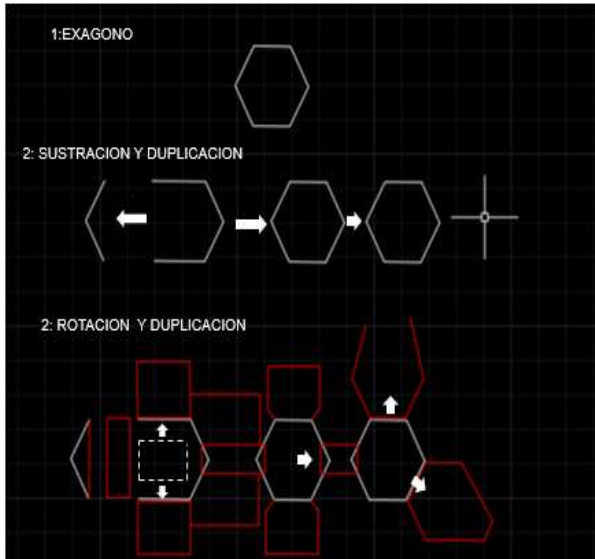 1:EXAGONO
2: SUSTRACION Y DUPLICACION
2: ROTACION Y DUPLICACION